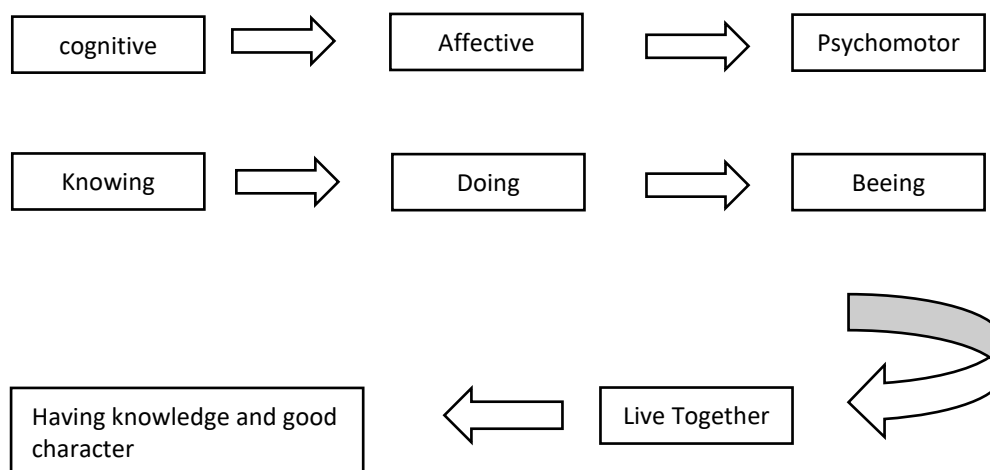 cognitive
Affective
Psychomotor
Knowing
Doing
Beeing
Live Together
Having knowledge and good
character